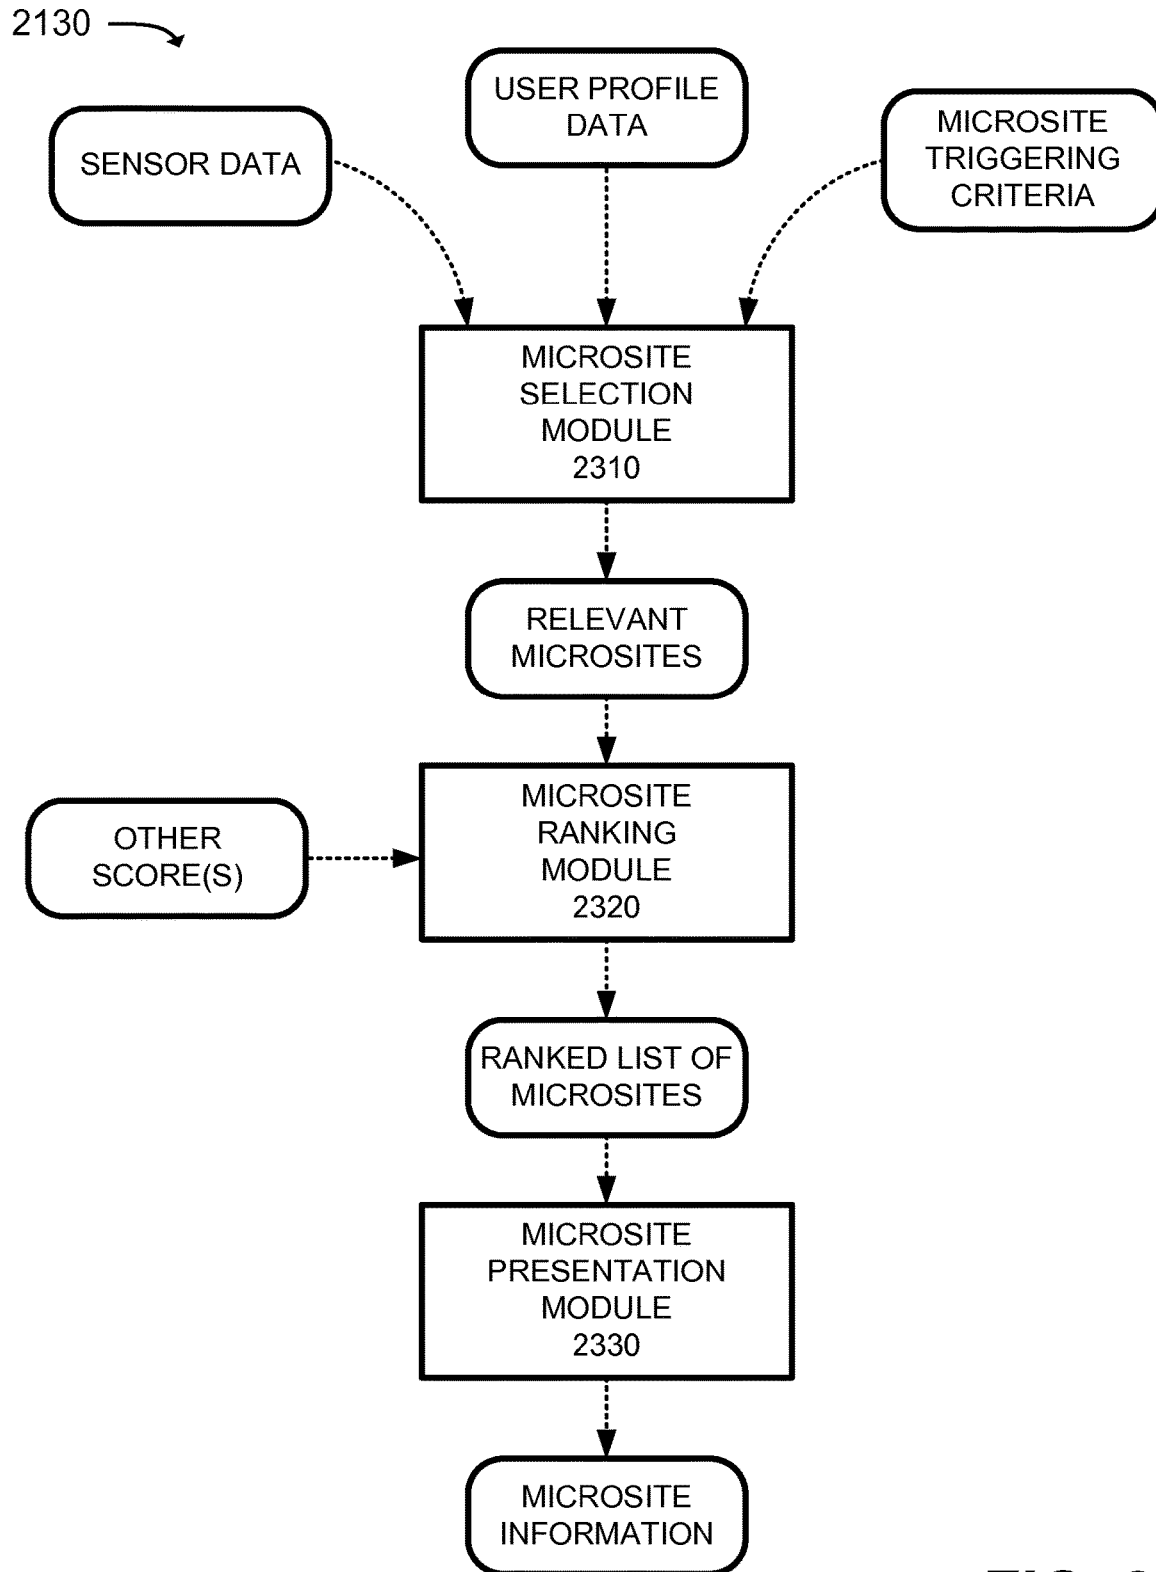 2130
USER PROFILE
DATA
SENSOR DATA
MICROSITE
TRIGGERING
CRITERIA
MICROSITE
SELECTION
MODULE
2310
RELEVANT
MICROSITES
MICROSITE
RANKING
MODULE
2320
OTHER
SCORE(S)
RANKED LIST OF
MICROSITES
MICROSITE
PRESENTATION
MODULE
2330
MICROSITE
INFORMATION